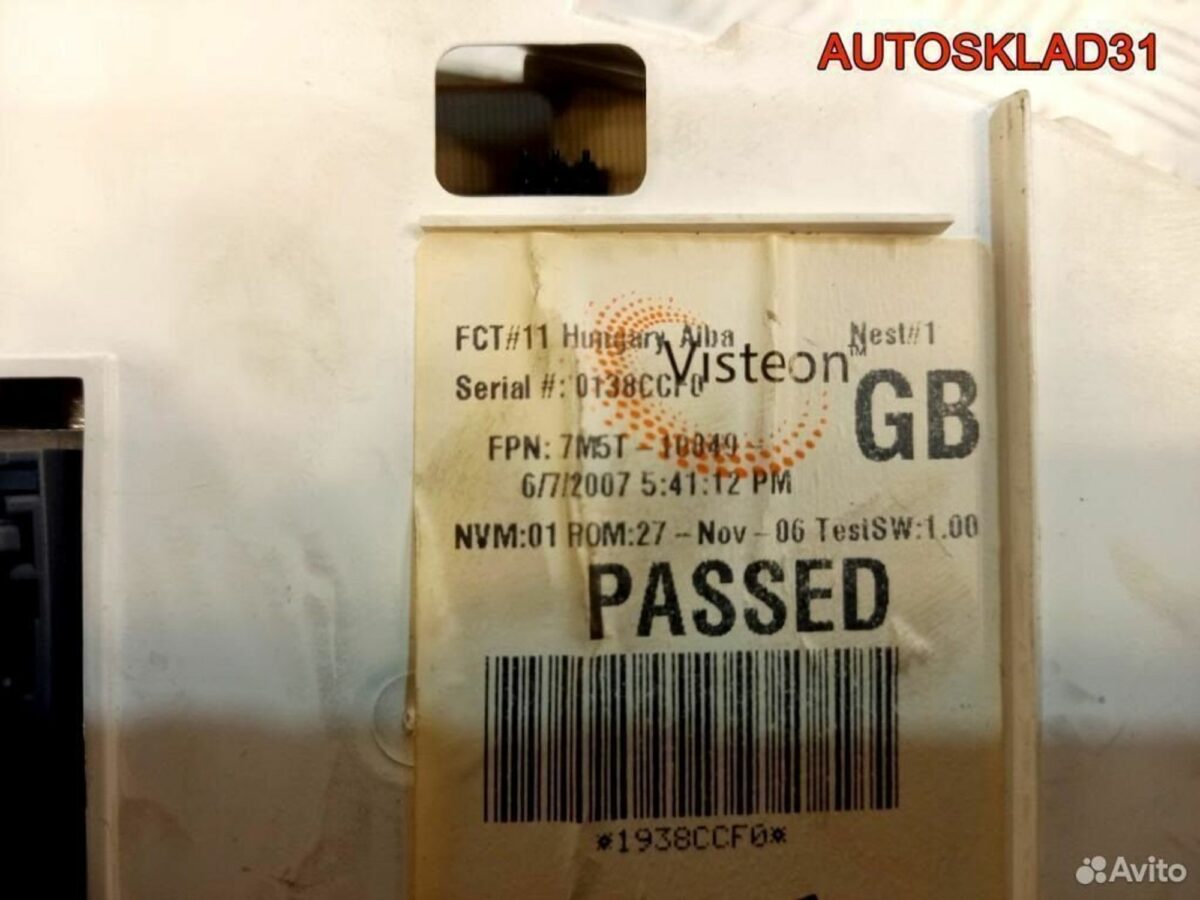 AUTOSKLAD31
FCT#11 Hungary Alba Nest#1
Visteon™
Serial #: 0138CCF0
GB
FPN: 7M5T - 10849 -
6/7/2007 5:41:12 PM
NVM:01 ROM:27 - Nov - 06 TestSW:1.00
PASSED
*1938CCF0*
Avito